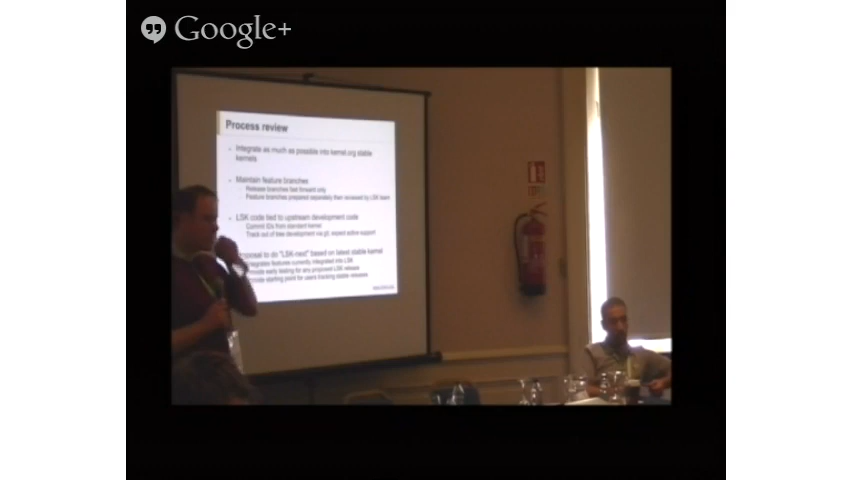 Google+
Process review
Integrate as much as possible into kernel.org stable
kernels
Maintain feature branches
Release branches fast forward only
Feature branches prepared separately then reviewed by LSK team
LSK code tied to upstream development code
Commit IDs from standard kernel
Track out of tree development via git, expect active support
to do "LSK-next" based on latest stable kernel
features currently integrated into LSK
early testing for any proposed LSK release
starting point for users tracking stable releases